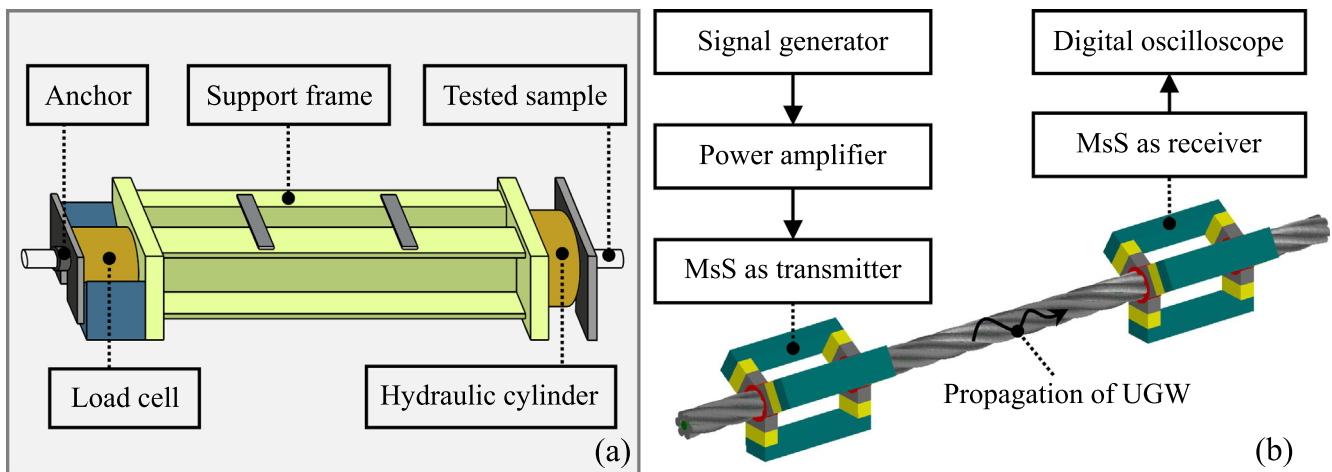 Anchor
Support frame
Tested sample
Load cell
Hydraulic cylinder
(a)
Signal generator
Power amplifier
MsS as transmitter
Digital oscilloscope
MsS as receiver
Propagation of UGW
(b)